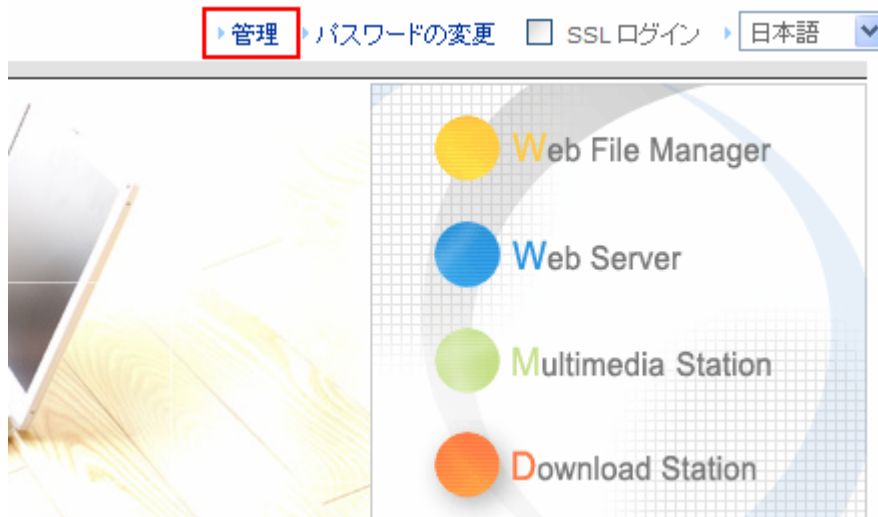 管理 パスワードの変更 SSL ログイン 日本語
Web File Manager
Web Server
Multimedia Station
Download Station